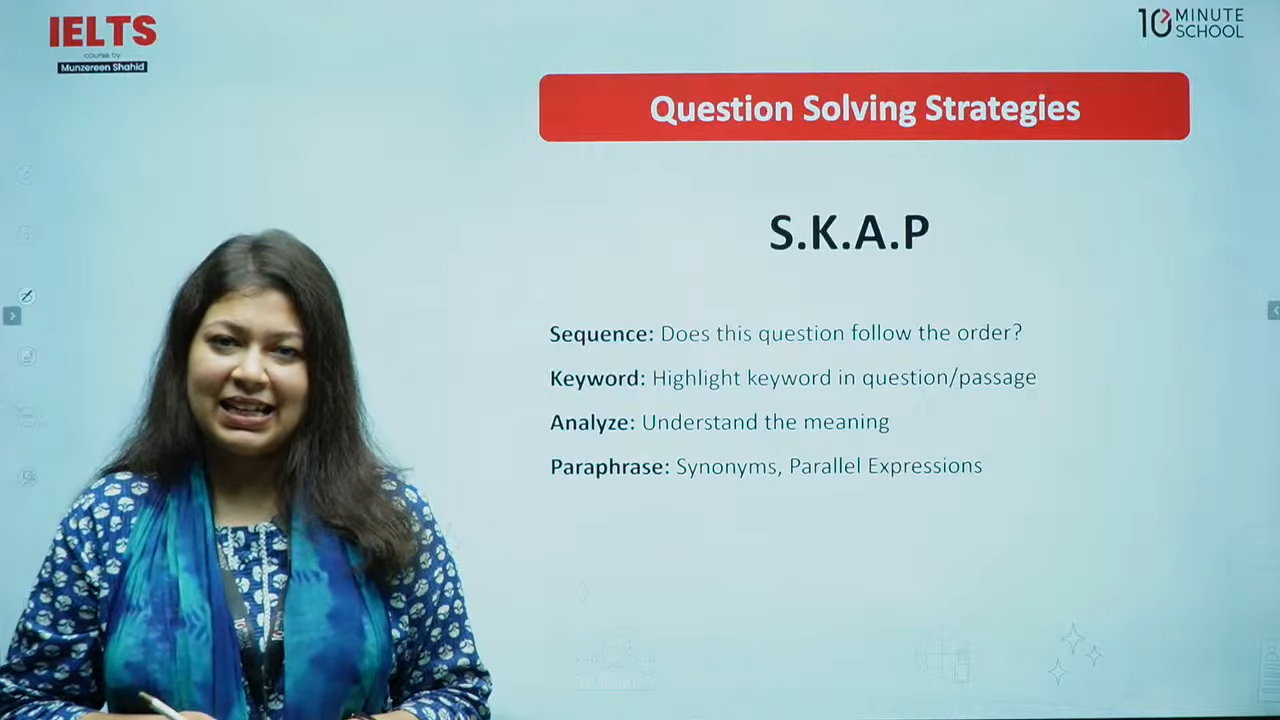 IELTS
course by
Munzereen Shahid
10 MINUTE
SCHOOL
Question Solving Strategies
S.K.A.P
Sequence: Does this question follow the order?
Keyword: Highlight keyword in question/passage
Analyze: Understand the meaning
Paraphrase: Synonyms, Parallel Expressions